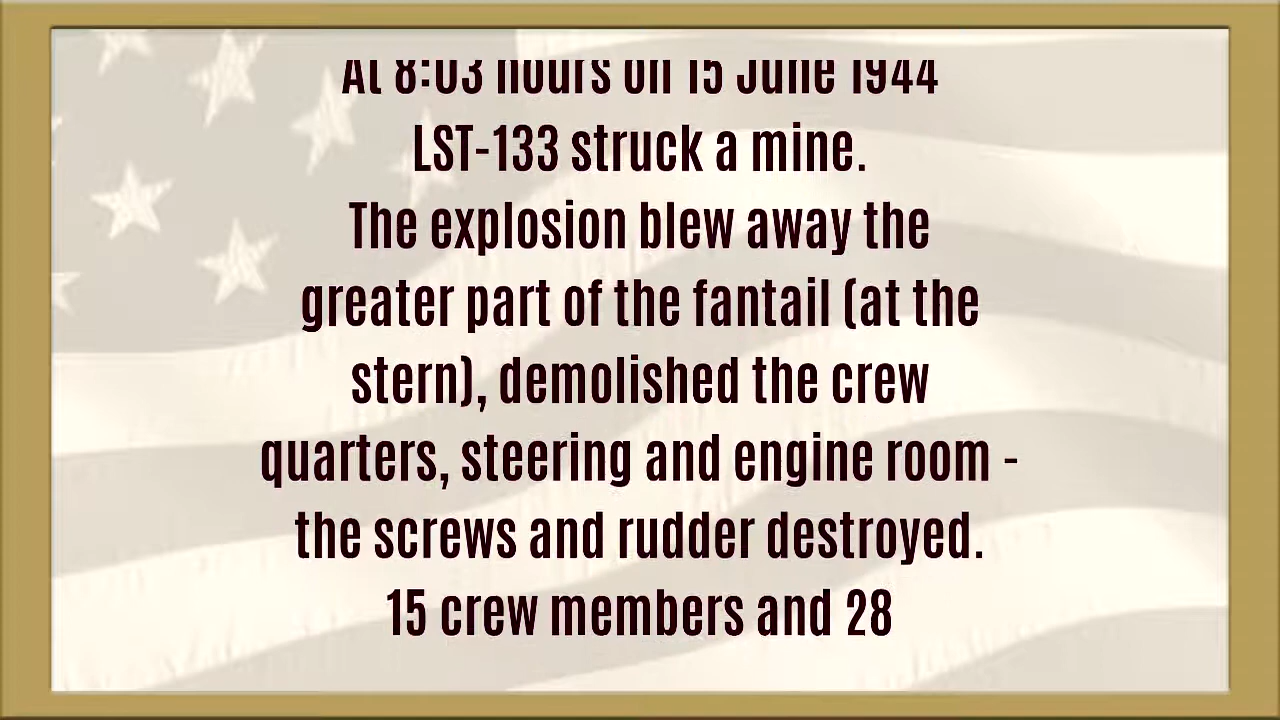 At 8:03 hours on 15 June 1944
LST-133 struck a mine.
The explosion blew away the
greater part of the fantail (at the
stern), demolished the crew
quarters, steering and engine room -
the screws and rudder destroyed.
15 crew members and 28